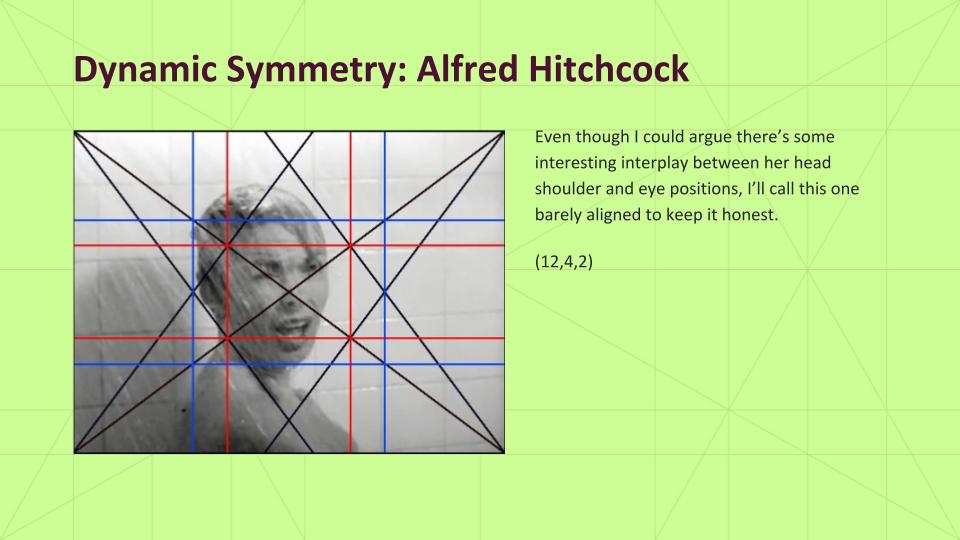 Dynamic Symmetry: Alfred Hitchcock
Even though I could argue there’s some
interesting interplay between her head
shoulder and eye positions, I’ll call this one
barely aligned to keep it honest.
(12,4,2)